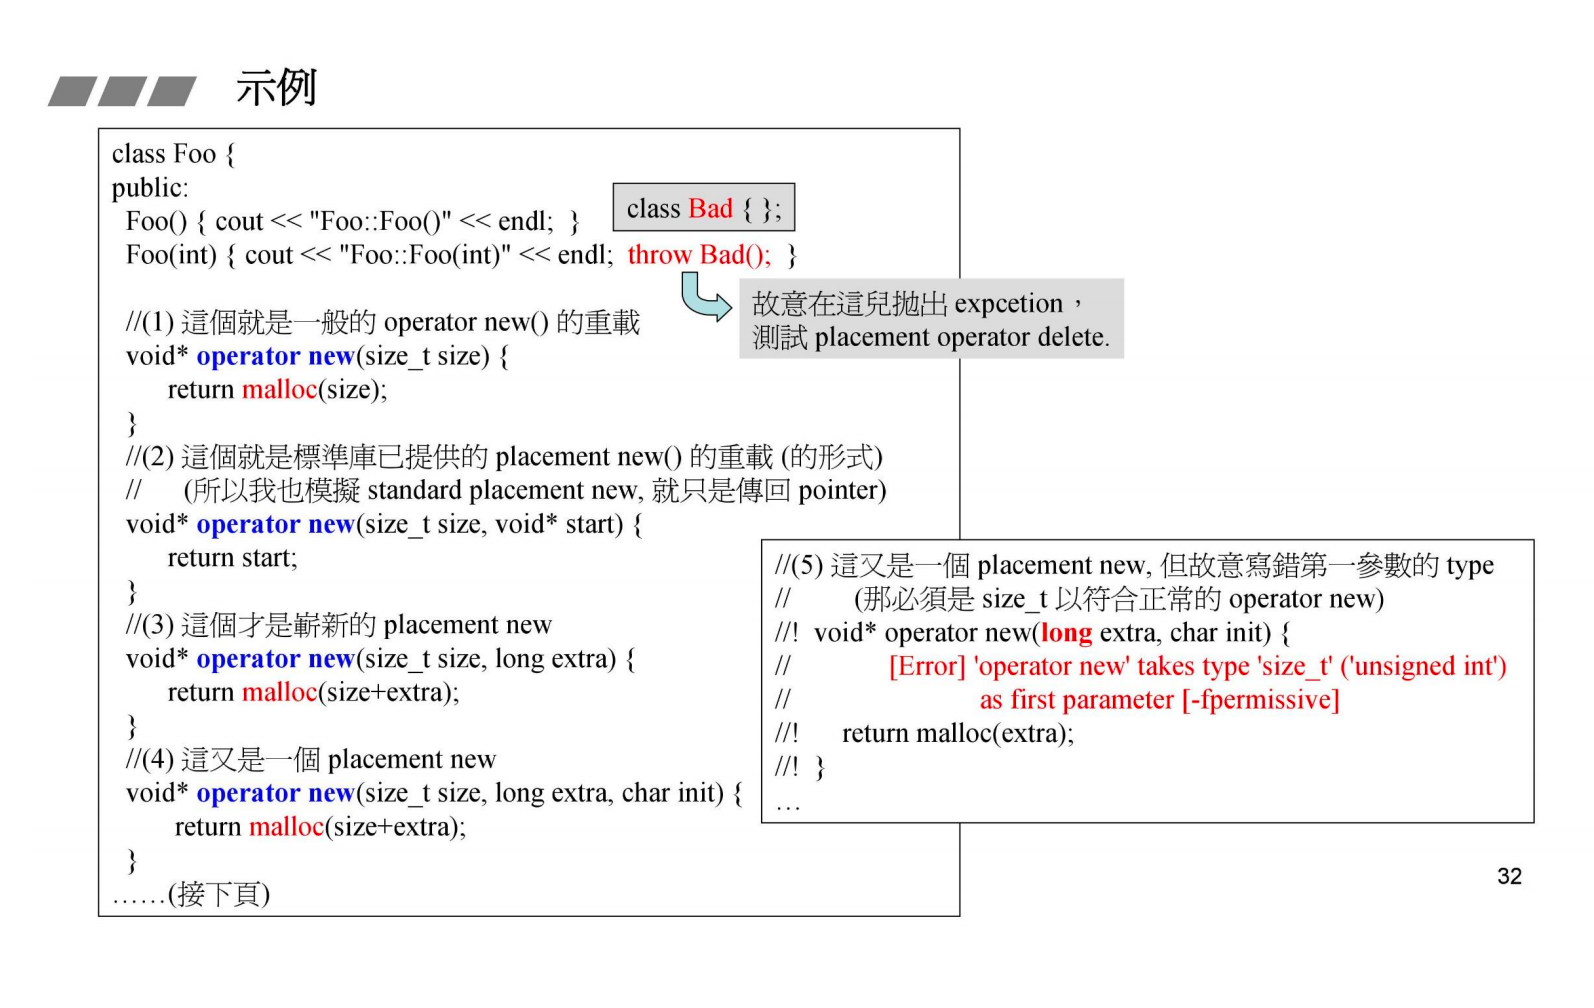 示例
class Foo {
public:
Foo() { cout << "Foo::Foo()" << endl; }
class Bad { };
Foo(int) { cout << "Foo::Foo(int)" << endl; throw Bad(); }
故意在這兒拋出 expcetion，
測試 placement operator delete.
//(1) 這個就是一般的 operator new() 的重載
void* operator new(size_t size) {
return malloc(size);
}
//(2) 這個就是標準庫已提供的 placement new() 的重載 (的形式)
// (所以我也模擬 standard placement new, 就只是傳回 pointer)
void* operator new(size_t size, void* start) {
return start;
}
//(3) 這個才是嶄新的 placement new
void* operator new(size_t size, long extra) {
return malloc(size+extra);
}
//(4) 這又是一個 placement new
void* operator new(size_t size, long extra, char init) {
return malloc(size+extra);
}
……(接下頁)
//(5) 這又是一個 placement new, 但故意寫錯第一參數的 type
// (那必須是 size_t 以符合正常的 operator new)
//! void* operator new(long extra, char init) {
// [Error] 'operator new' takes type 'size_t' ('unsigned int')
// as first parameter [-fpermissive]
//! return malloc(extra);
//! }
…
32